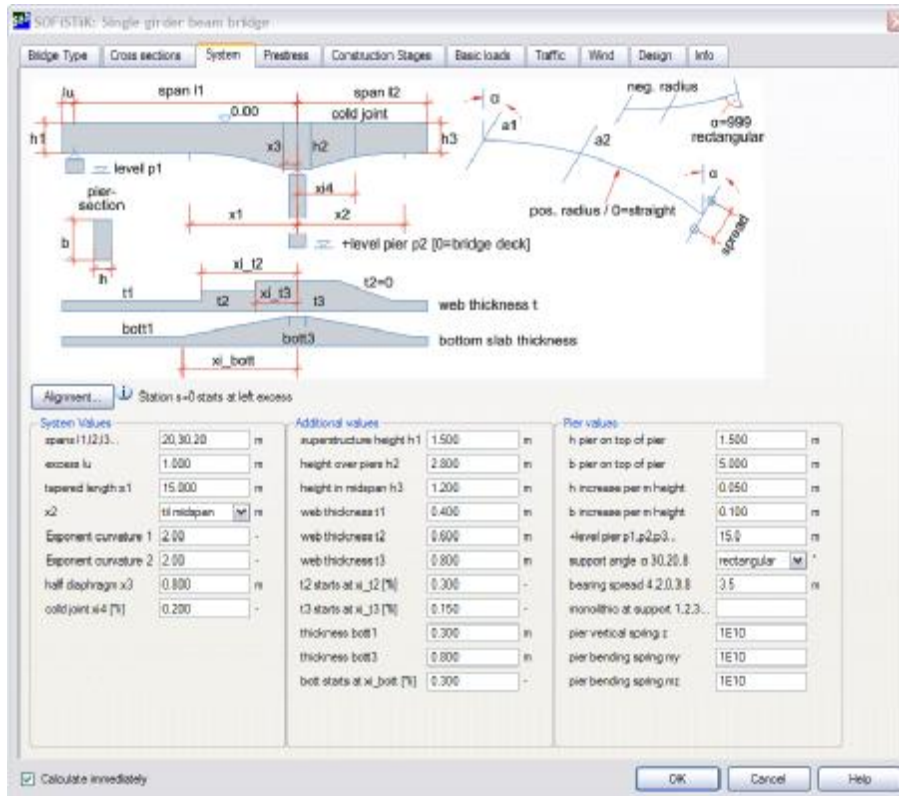 SOFiSTiK: Single girder beam bridge
Bridge Type Cross sections System Prestress Construction Stages Basic loads Traffic Wind Design Info
lu span l1 span l2 neg. radius
0.00 cold joint α α=999
h1 x3 h2 h3 a1 a2 rectangular
level p1 xi4 α
pier-section
x1 x2 pos. radius / 0=straight spread
b +level pier p2 [0=bridge deck]
h xi_t2
t1 t2 xi_t3 t3 t2=0 web thickness t
bott1 bott3 bottom slab thickness
xi_bott
Alignment... i Station s=0 starts at left excess
System Values
spans l1,l2,l3... 20,30,20 m
excess lu 1.000 m
tapered length x1 15.000 m
x2 til midspan m
Exponent curvature 1 2.00 -
Exponent curvature 2 2.00 -
half diaphragm x3 0.800 m
cold joint xi4 [%] 0.200 -
Additional values
superstructure height h1 1.500 m
height over piers h2 2.800 m
height in midspan h3 1.200 m
web thickness t1 0.400 m
web thickness t2 0.600 m
web thickness t3 0.800 m
t2 starts at xi_t2 [%] 0.300 -
t3 starts at xi_t3 [%] 0.150 -
thickness bott1 0.300 m
thickness bott3 0.800 m
bott starts at xi_bott [%] 0.300 -
Pier values
h pier on top of pier 1.500 m
b pier on top of pier 5.000 m
h increase per m height 0.050 m
b increase per m height 0.100 m
+level pier p1,p2,p3.. 15.0 m
support angle α 30,20,8 rectangular °
bearing spread 4,2,0,3.8 3.5 m
monolithic at support 1,2,3...
pier vertical spring z 1E10
pier bending spring my 1E10
pier bending spring mz 1E10
Calculate immediately OK Cancel Help